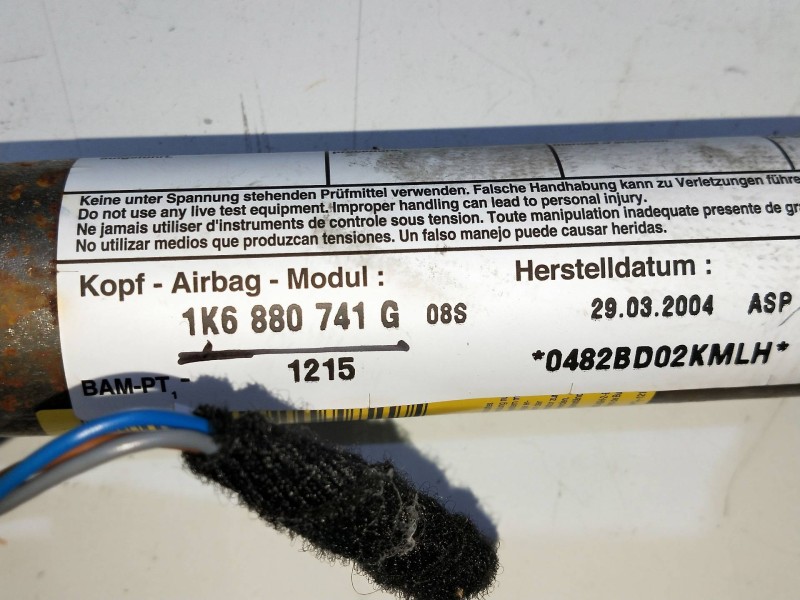 Keine unter Spannung stehenden Prüfmittel verwenden. Falsche Handhabung kann zu Verletzungen führe
Do not use any live test equipment. Improper handling can lead to personal injury.
Ne jamais utiliser d'instruments de controle sous tension. Toute manipulation inadequate presente de gr
No utilizar medios que produzcan tensiones. Un falso manejo puede causar heridas.
Kopf - Airbag - Modul : Herstelldatum :
1K6 880 741 G 08S 29.03.2004 ASP
1215 *0482BD02KMLH*
BAM-PT1-